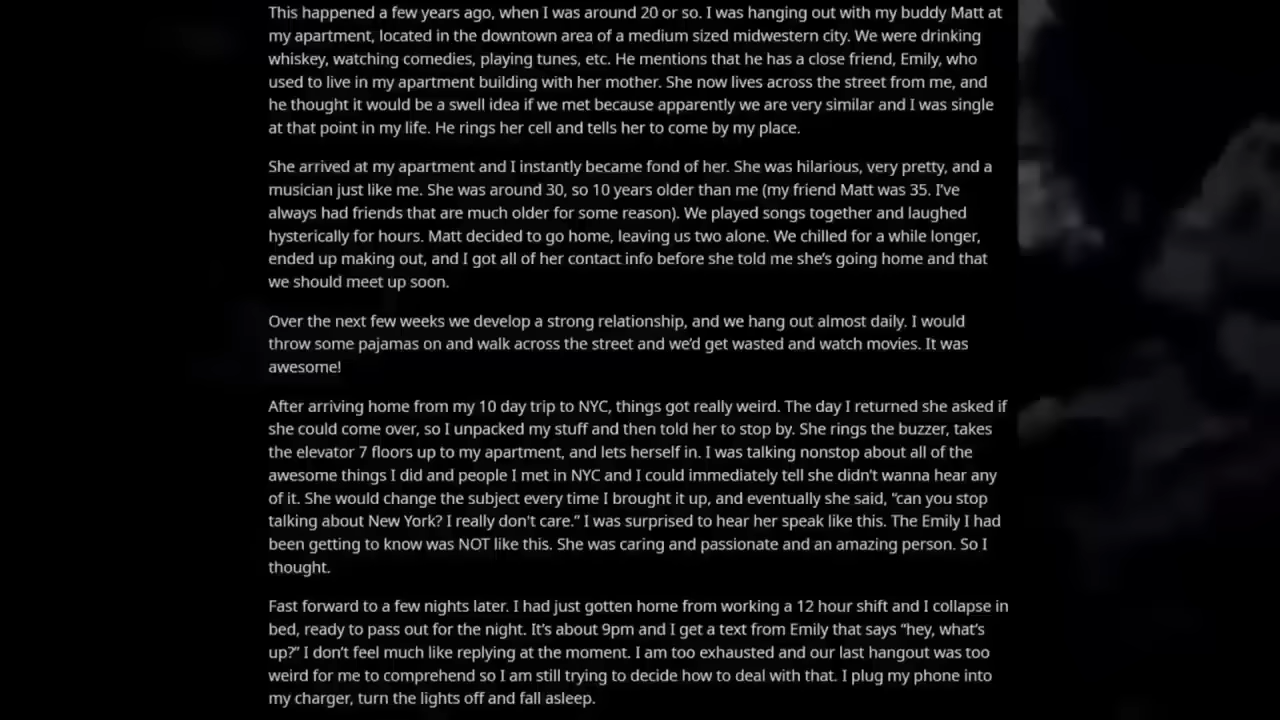 This happened a few years ago, when I was around 20 or so. I was hanging out with my buddy Matt at
my apartment, located in the downtown area of a medium sized midwestern city. We were drinking
whiskey, watching comedies, playing tunes, etc. He mentions that he has a close friend, Emily, who
used to live in my apartment building with her mother. She now lives across the street from me, and
he thought it would be a swell idea if we met because apparently we are very similar and I was single
at that point in my life. He rings her cell and tells her to come by my place.
She arrived at my apartment and I instantly became fond of her. She was hilarious, very pretty, and a
musician just like me. She was around 30, so 10 years older than me (my friend Matt was 35. I’ve
always had friends that are much older for some reason). We played songs together and laughed
hysterically for hours. Matt decided to go home, leaving us two alone. We chilled for a while longer,
ended up making out, and I got all of her contact info before she told me she’s going home and that
we should meet up soon.
Over the next few weeks we develop a strong relationship, and we hang out almost daily. I would
throw some pajamas on and walk across the street and we’d get wasted and watch movies. It was
awesome!
After arriving home from my 10 day trip to NYC, things got really weird. The day I returned she asked if
she could come over, so I unpacked my stuff and then told her to stop by. She rings the buzzer, takes
the elevator 7 floors up to my apartment, and lets herself in. I was talking nonstop about all of the
awesome things I did and people I met in NYC and I could immediately tell she didn’t wanna hear any
of it. She would change the subject every time I brought it up, and eventually she said, “can you stop
talking about New York? I really don't care.” I was surprised to hear her speak like this. The Emily I had
been getting to know was NOT like this. She was caring and passionate and an amazing person. So I
thought.
Fast forward to a few nights later. I had just gotten home from working a 12 hour shift and I collapse in
bed, ready to pass out for the night. It’s about 9pm and I get a text from Emily that says “hey, what’s
up?” I don’t feel much like replying at the moment. I am too exhausted and our last hangout was too
weird for me to comprehend so I am still trying to decide how to deal with that. I plug my phone into
my charger, turn the lights off and fall asleep.